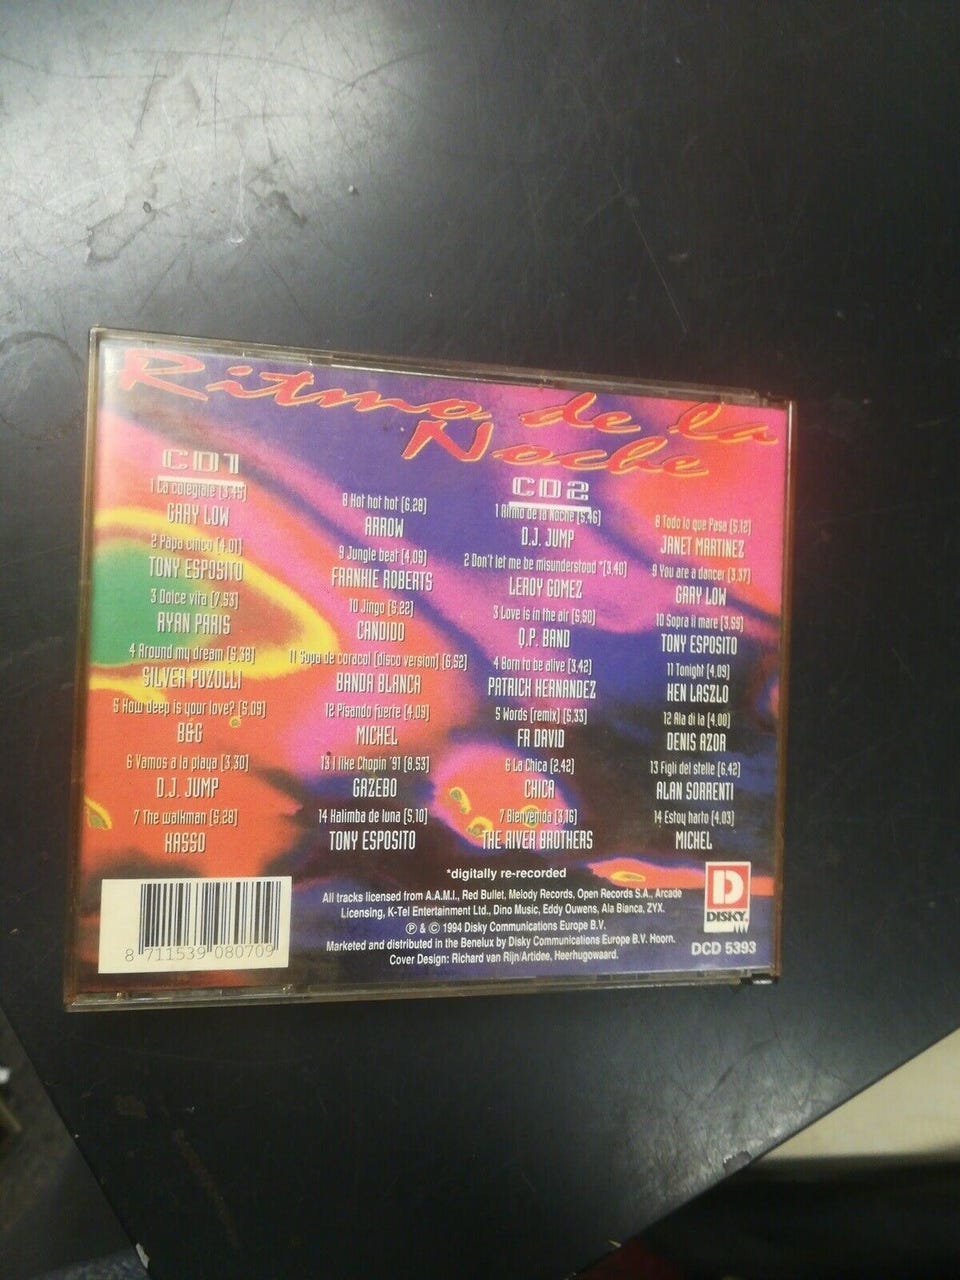 Ritmo de la
Noche
CD1
1 La colegiale (3,45)
GARY LOW
2 Papa chico (4,01)
TONY ESPOSITO
3 Dolce vita (7,53)
RYAN PARIS
4 Around my dream (5,38)
SILVER POZOLLI
5 How deep is your love? (5,09)
B&G
6 Vamos a la playa (3,30)
D.J. JUMP
7 The walkman (5,28)
KASSO
8 Hot hot hot (6,28)
ARROW
9 Jungle beat (4,09)
FRANKIE ROBERTS
10 Jingo (5,22)
CANDIDO
11 Sopa de coracol (disco version) (6,52)
BANDA BLANCA
12 Pisando fuerte (4,09)
MICHEL
13 I like Chopin '91 (8,53)
GAZEBO
14 Kalimba de luna (5,10)
TONY ESPOSITO
CD2
1 Ritmo de la Noche (5,46)
D.J. JUMP
2 Don't let me be misunderstood *(3,40)
LEROY GOMEZ
3 Love is in the air (5,50)
Q.P. BAND
4 Born to be alive (3,42)
PATRICK HERNANDEZ
5 Words (remix) (5,33)
FR DAVID
6 La Chica (2,42)
CHICA
7 Bienvenida (3,16)
THE RIVER BROTHERS
8 Todo lo que Pasa (5,12)
JANET MARTINEZ
9 You are a dancer (3,37)
GARY LOW
10 Sopra il mare (3,59)
TONY ESPOSITO
11 Tonight (4,09)
KEN LASZLO
12 Ala di la (4,00)
DENIS AZOR
13 Figli del stelle (6,42)
ALAN SORRENTI
14 Estoy harto (4,03)
MICHEL
*digitally re-recorded
All tracks licensed from A.A.M.I., Red Bullet, Melody Records, Open Records S.A., Arcade
Licensing, K-Tel Entertainment Ltd., Dino Music, Eddy Ouwens, Ala Bianca, ZYX.
℗ & © 1994 Disky Communications Europe B.V.
Marketed and distributed in the Benelux by Disky Communications Europe B.V. Hoorn.
Cover Design: Richard van Rijn/Artidee, Heerhugowaard.
8 711539 080709
D
DISKY
DCD 5393